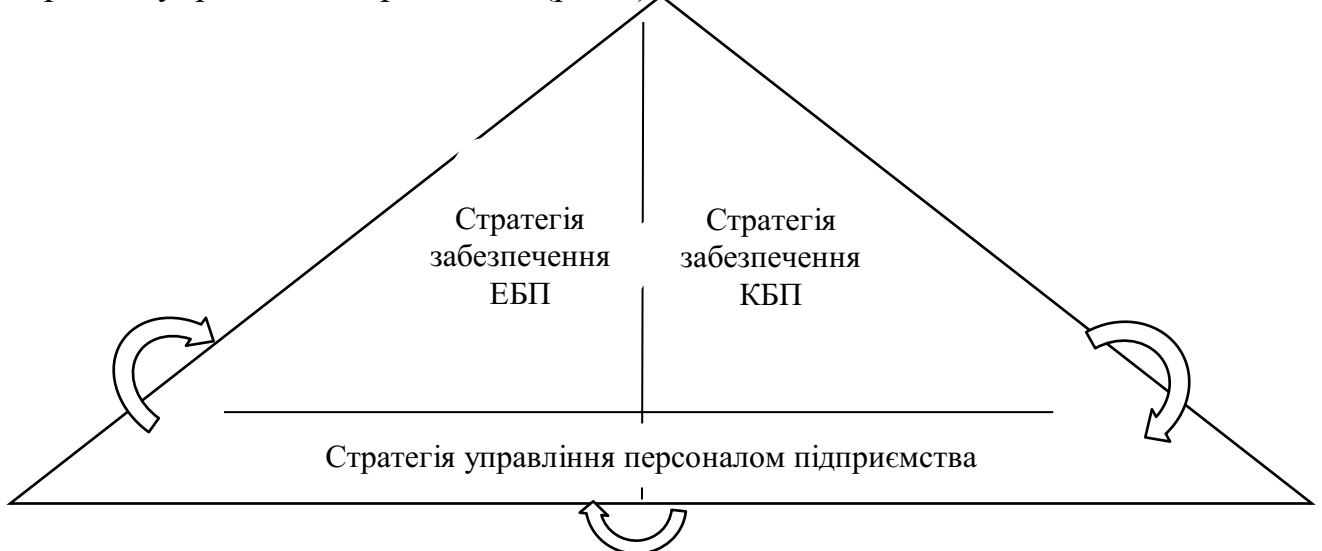 Стратегія
забезпечення
ЕБП
Стратегія
забезпечення
КБП
Стратегія управління персоналом підприємства